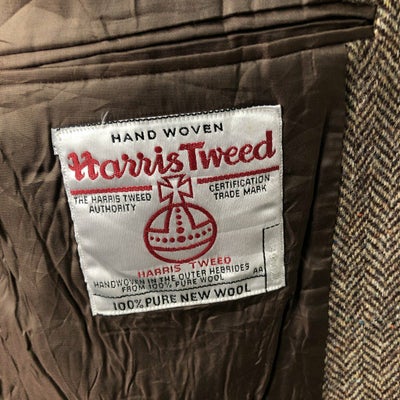 HAND WOVEN
Harris Tweed
THE HARRIS TWEED AUTHORITY
CERTIFICATION TRADE MARK
HARRIS TWEED
HANDWOVEN IN THE OUTER HEBRIDES
FROM 100% PURE WOOL
AA
100% PURE NEW WOOL